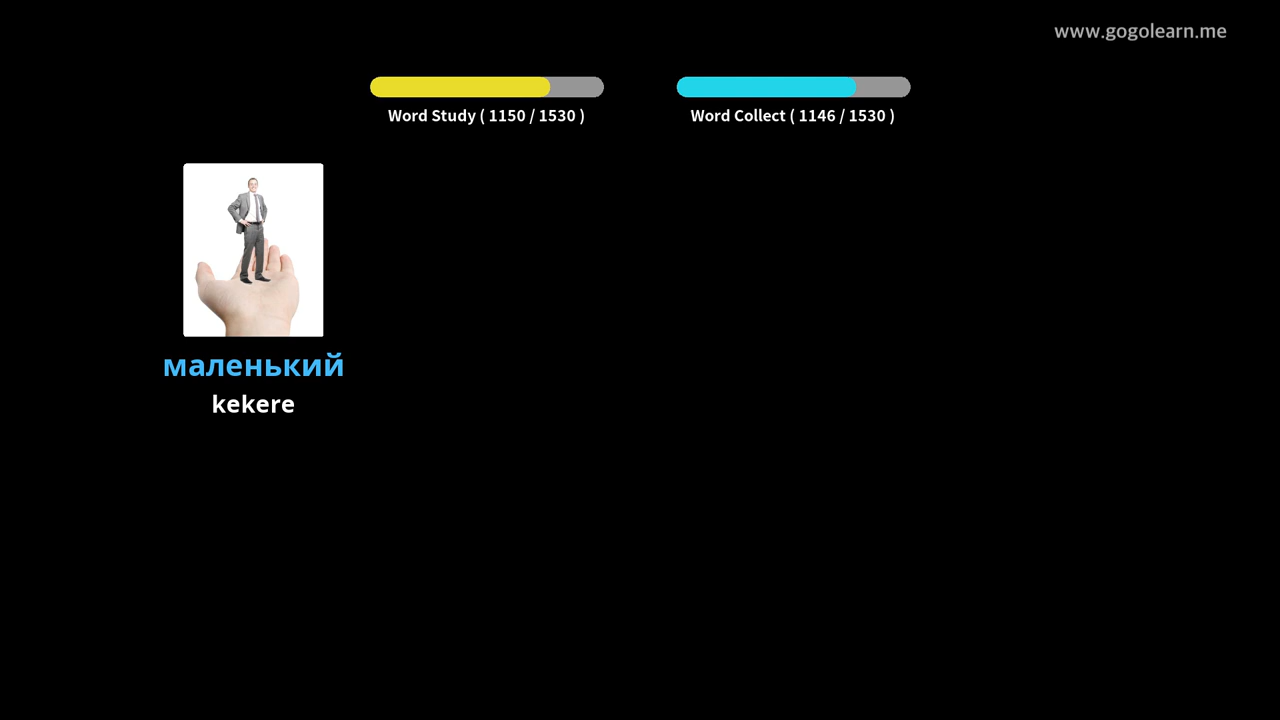 www.gogolearn.me
Word Study ( 1150 / 1530 )
Word Collect ( 1146 / 1530 )
маленький
kekere